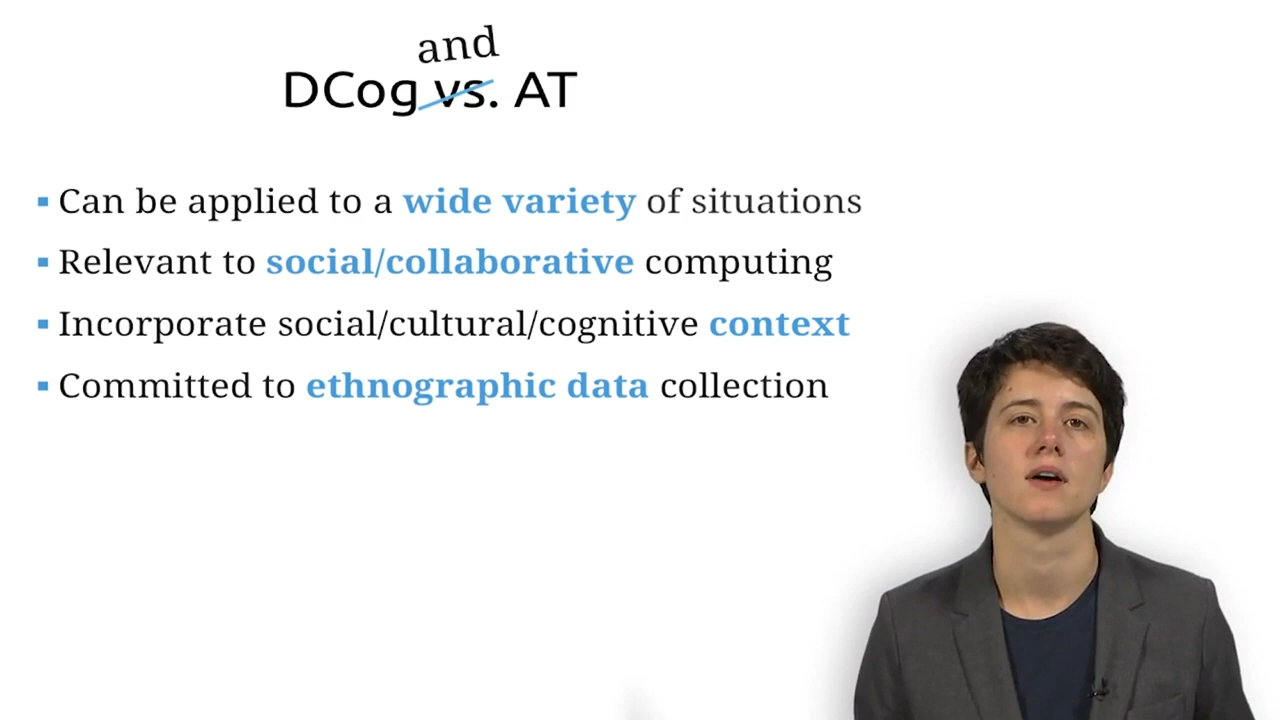 and
DCog vs. AT
Can be applied to a wide variety of situations
Relevant to social/collaborative computing
Incorporate social/cultural/cognitive context
Committed to ethnographic data collection